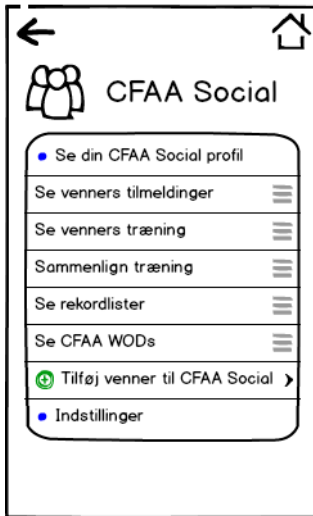 CFAA Social
Se din CFAA Social profil
Se venners tilmeldinger
Se venners træning
Sammenlign træning
Se rekordlister
Se CFAA WODs
Tilføj venner til CFAA Social
Indstillinger